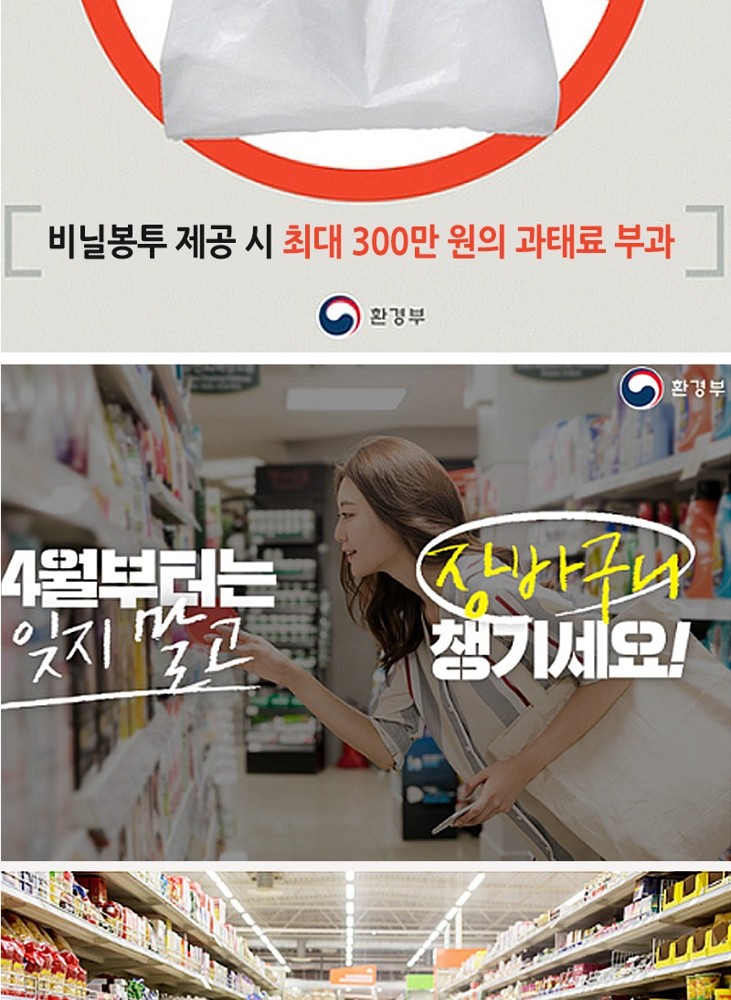 비닐봉투 제공 시 최대 300만 원의 과태료 부과
환경부
환경부
4월부터는
잊지 말고
장바구니
챙기세요!